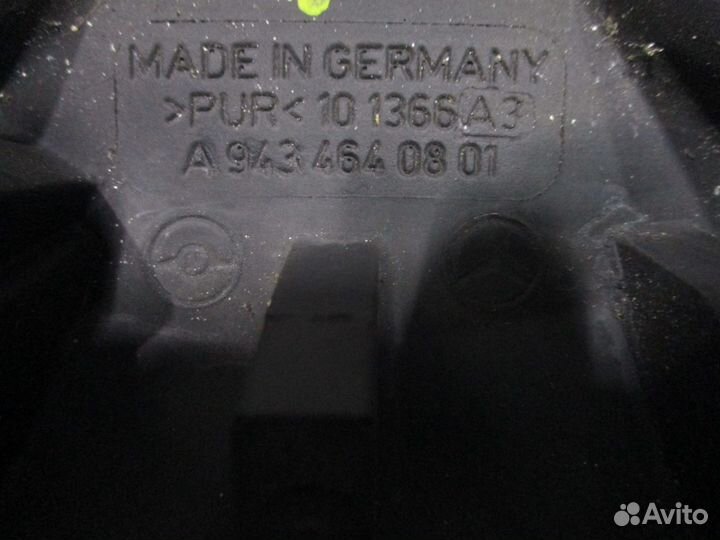 MADE IN GERMANY
>PUR< 10 1366 A3
A 943 464 08 01
Avito